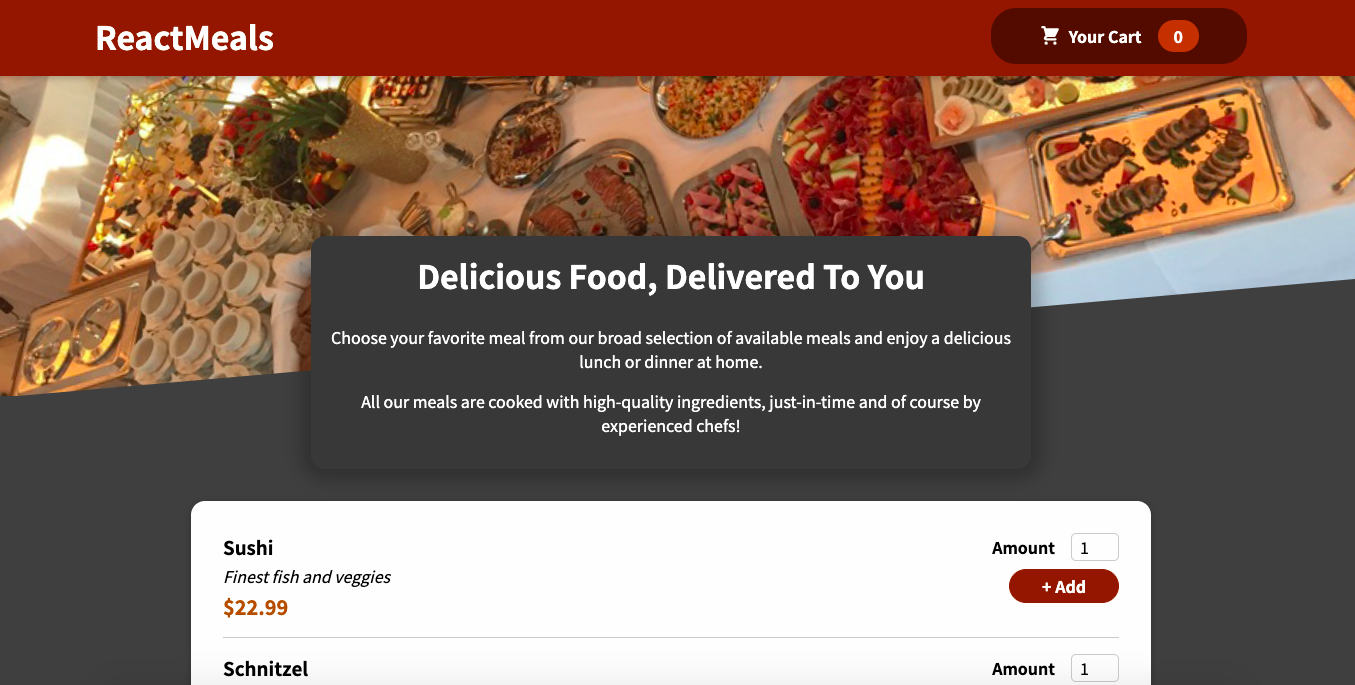 ReactMeals
Your Cart 0
Delicious Food, Delivered To You
Choose your favorite meal from our broad selection of available meals and enjoy a delicious
lunch or dinner at home.
All our meals are cooked with high-quality ingredients, just-in-time and of course by
experienced chefs!
Sushi
Finest fish and veggies
$22.99
Amount 1
+ Add
Schnitzel
Amount 1